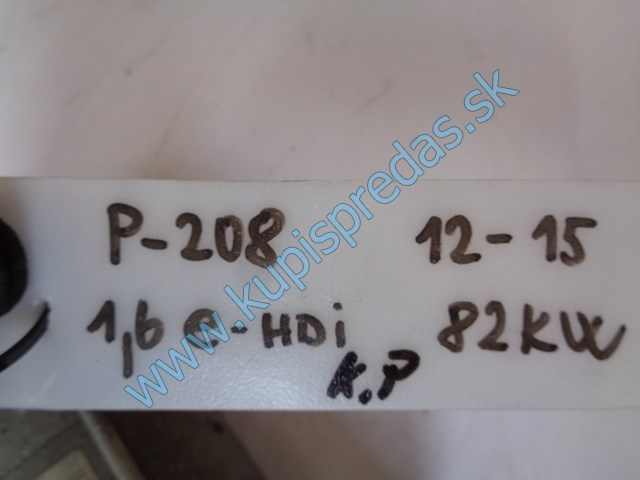 P-208 12-15
1,6 e-HDi 82KW
K.P
www.kupispredas.sk